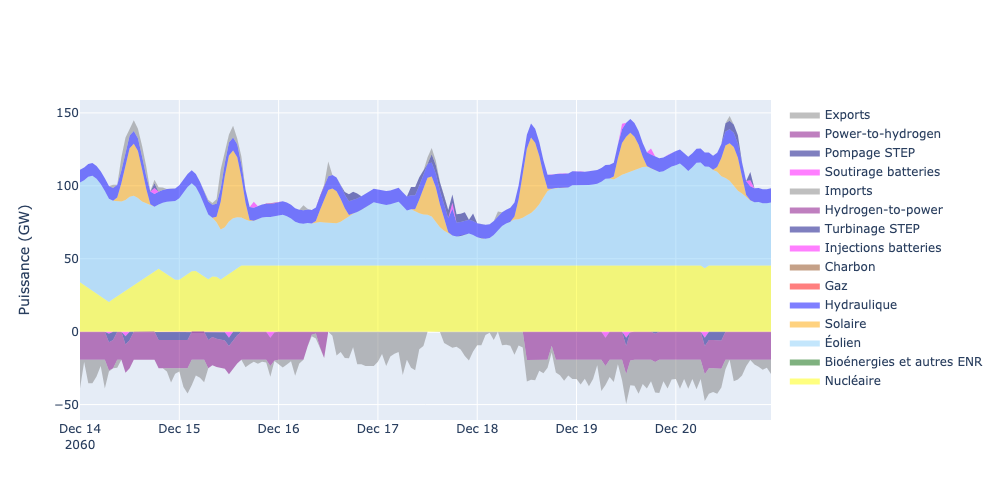 Puissance (GW)
150
100
50
0
−50
Dec 14
2060
Dec 15
Dec 16
Dec 17
Dec 18
Dec 19
Dec 20
Exports
Power-to-hydrogen
Pompage STEP
Soutirage batteries
Imports
Hydrogen-to-power
Turbinage STEP
Injections batteries
Charbon
Gaz
Hydraulique
Solaire
Éolien
Bioénergies et autres ENR
Nucléaire